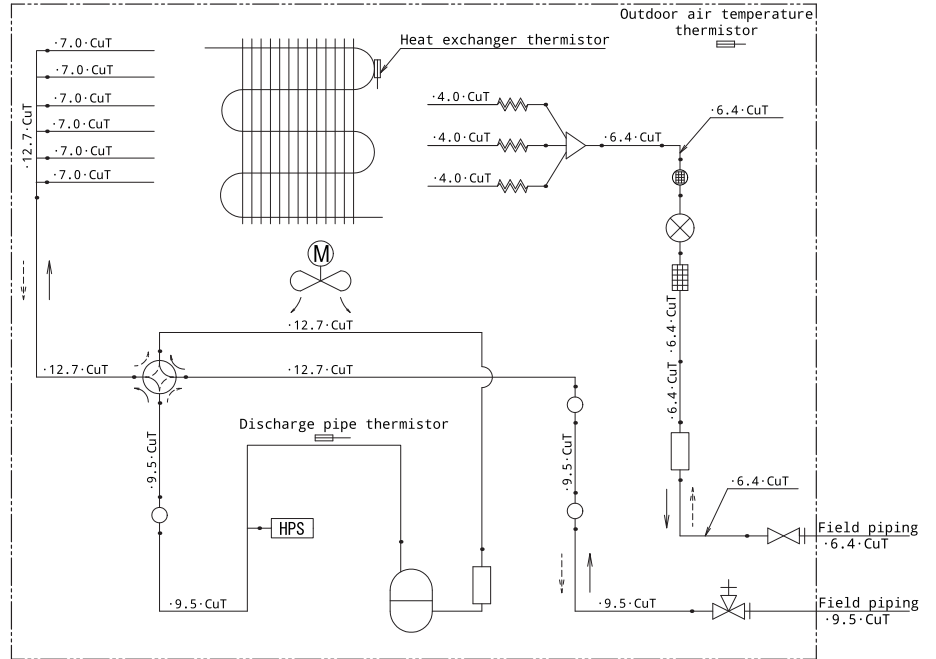 Outdoor air temperature
thermistor
·7.0·CuT
Heat exchanger thermistor
·7.0·CuT
·7.0·CuT
·4.0·CuT
·6.4·CuT
·12.7·CuT
·7.0·CuT
·4.0·CuT
·6.4·CuT
·7.0·CuT
·7.0·CuT
·4.0·CuT
M
·12.7·CuT
·6.4·CuT
·12.7·CuT
·12.7·CuT
·6.4·CuT
Discharge pipe thermistor
·9.5·CuT
·9.5·CuT
·6.4·CuT
HPS
Field piping
·6.4·CuT
·9.5·CuT
·9.5·CuT
Field piping
·9.5·CuT